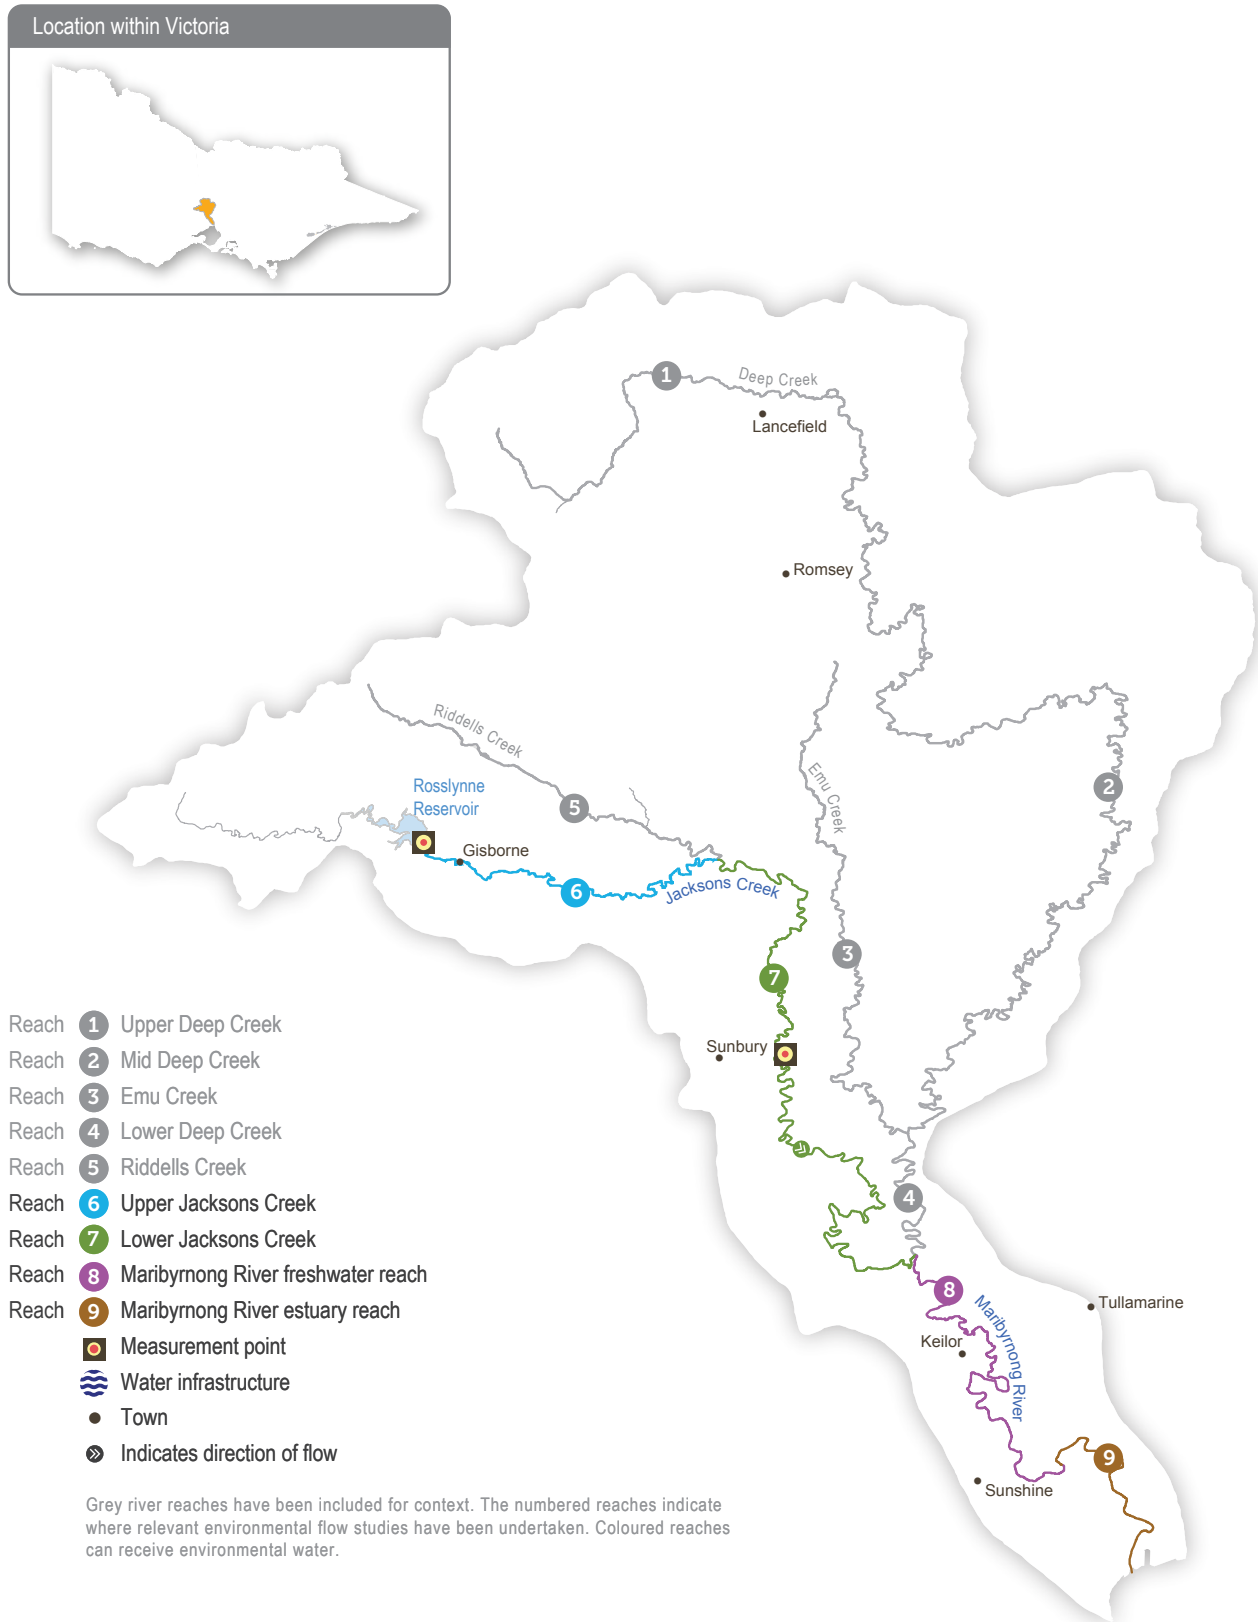 Location within Victoria
1
Deep Creek
Lancefield
Romsey
Riddells Creek
Rosslynne
Reservoir
5
Emu Creek
2
Gisborne
6
Jacksons Creek
3
7
Sunbury
4
8
Maribyrnong River
Tullamarine
Keilor
9
Sunshine
Reach 1 Upper Deep Creek
Reach 2 Mid Deep Creek
Reach 3 Emu Creek
Reach 4 Lower Deep Creek
Reach 5 Riddells Creek
Reach 6 Upper Jacksons Creek
Reach 7 Lower Jacksons Creek
Reach 8 Maribyrnong River freshwater reach
Reach 9 Maribyrnong River estuary reach
Measurement point
Water infrastructure
Town
Indicates direction of flow
Grey river reaches have been included for context. The numbered reaches indicate
where relevant environmental flow studies have been undertaken. Coloured reaches
can receive environmental water.